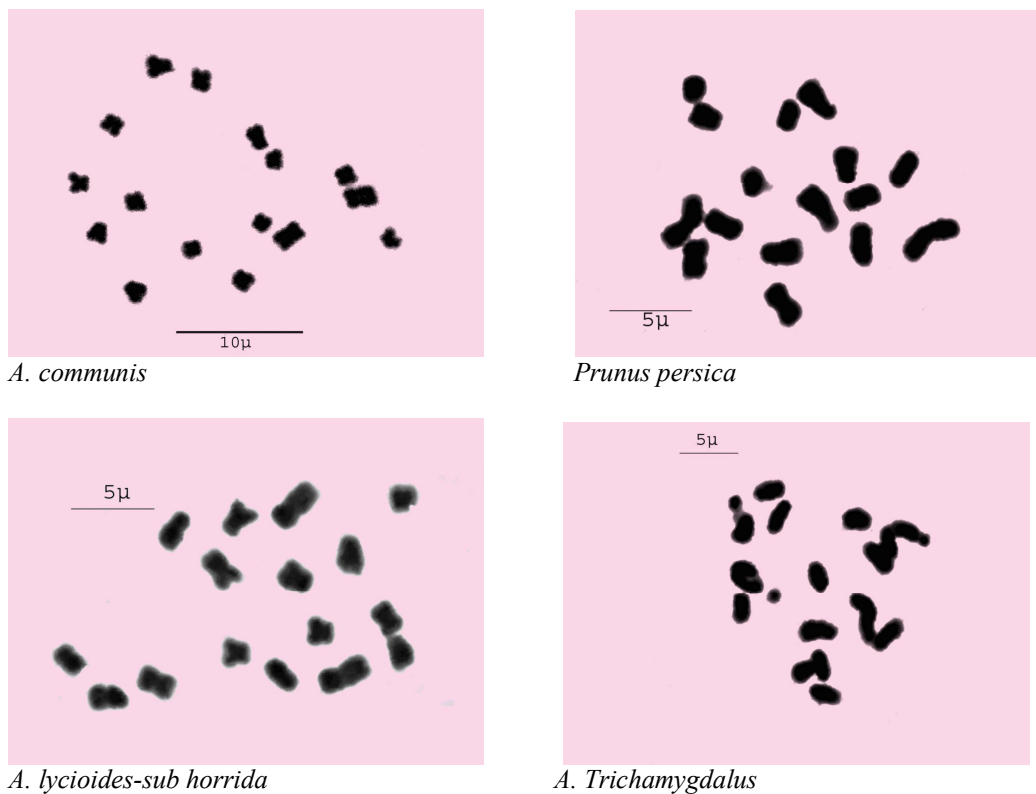 10µ
A. communis
5µ
Prunus persica
5µ
A. lycioides-sub horrida
5µ
A. Trichamygdalus